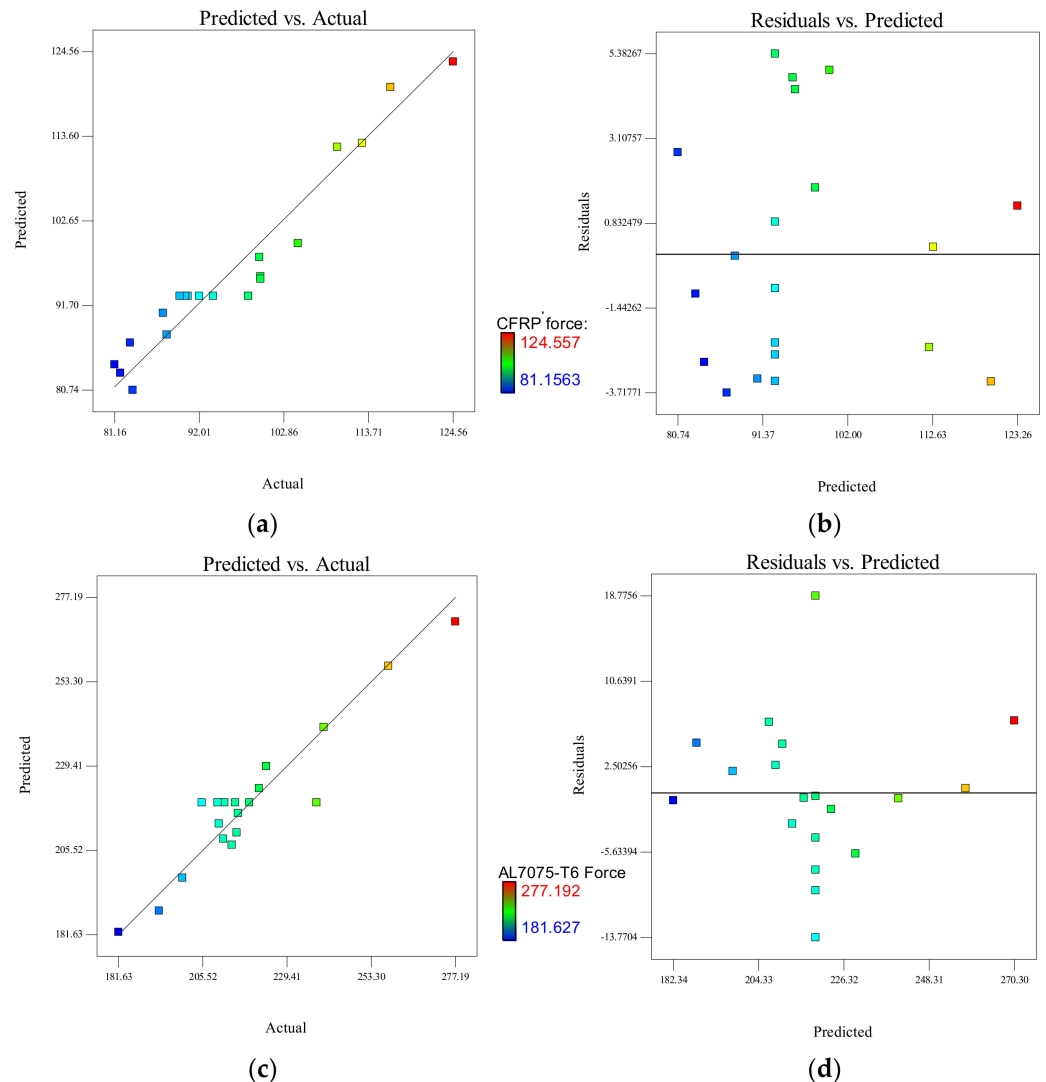 Predicted vs. Actual
124.56
113.60
102.65
91.70
80.74
Predicted
81.16 92.01 102.86 113.71 124.56
Actual
(a)
Residuals vs. Predicted
5.38267
3.10757
0.832479
-1.44262
-3.71771
Residuals
80.74 91.37 102.00 112.63 123.26
Predicted
(b)
CFRP force:
124.557
81.1563
Predicted vs. Actual
277.19
253.30
229.41
205.52
181.63
Predicted
181.63 205.52 229.41 253.30 277.19
Actual
(c)
Residuals vs. Predicted
18.7756
10.6391
2.50256
-5.63394
-13.7704
Residuals
182.34 204.33 226.32 248.31 270.30
Predicted
(d)
AL7075-T6 Force
277.192
181.627